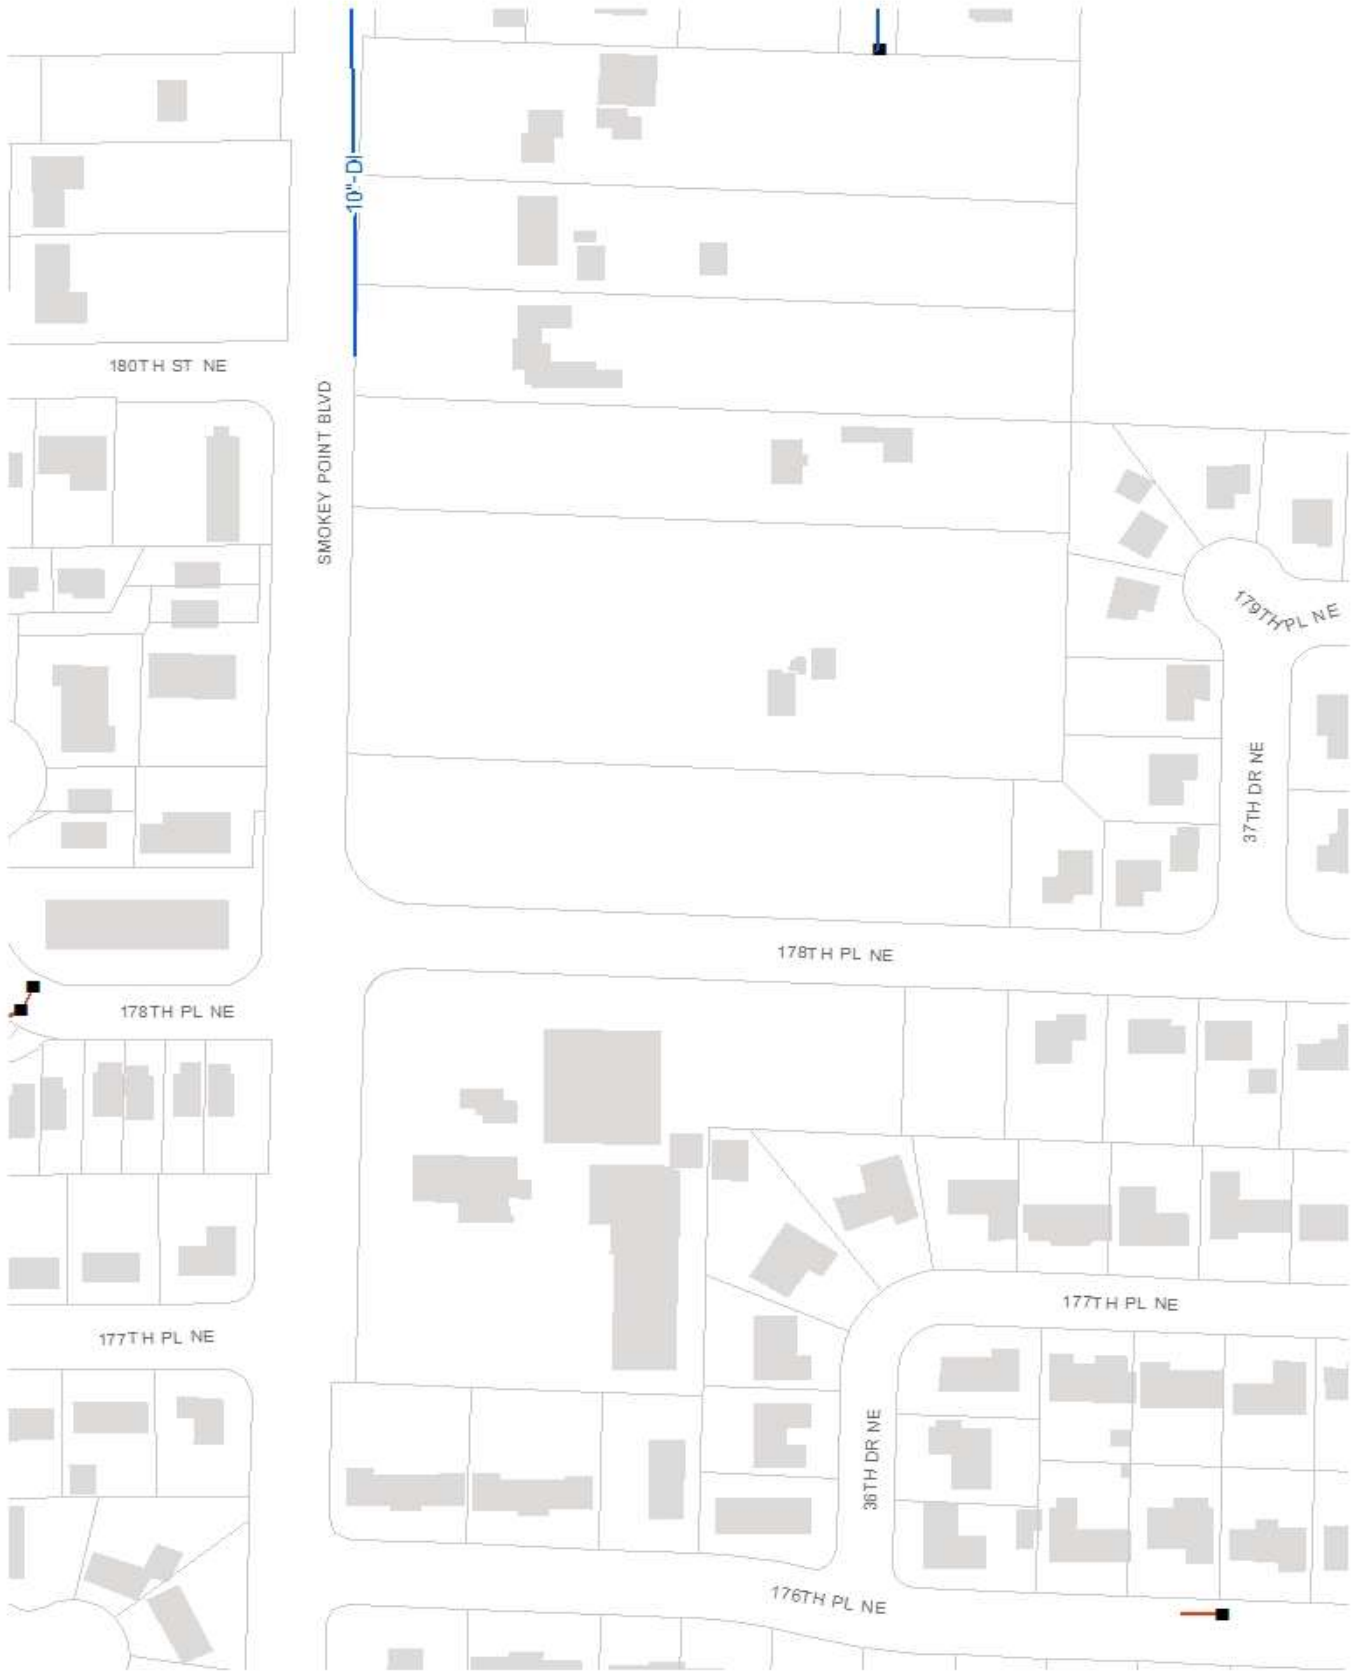 10"-DI
180TH ST NE
SMOKEY POINT BLVD
179TH PL NE
37TH DR NE
178TH PL NE
178TH PL NE
177TH PL NE
177TH PL NE
36TH DR NE
176TH PL NE